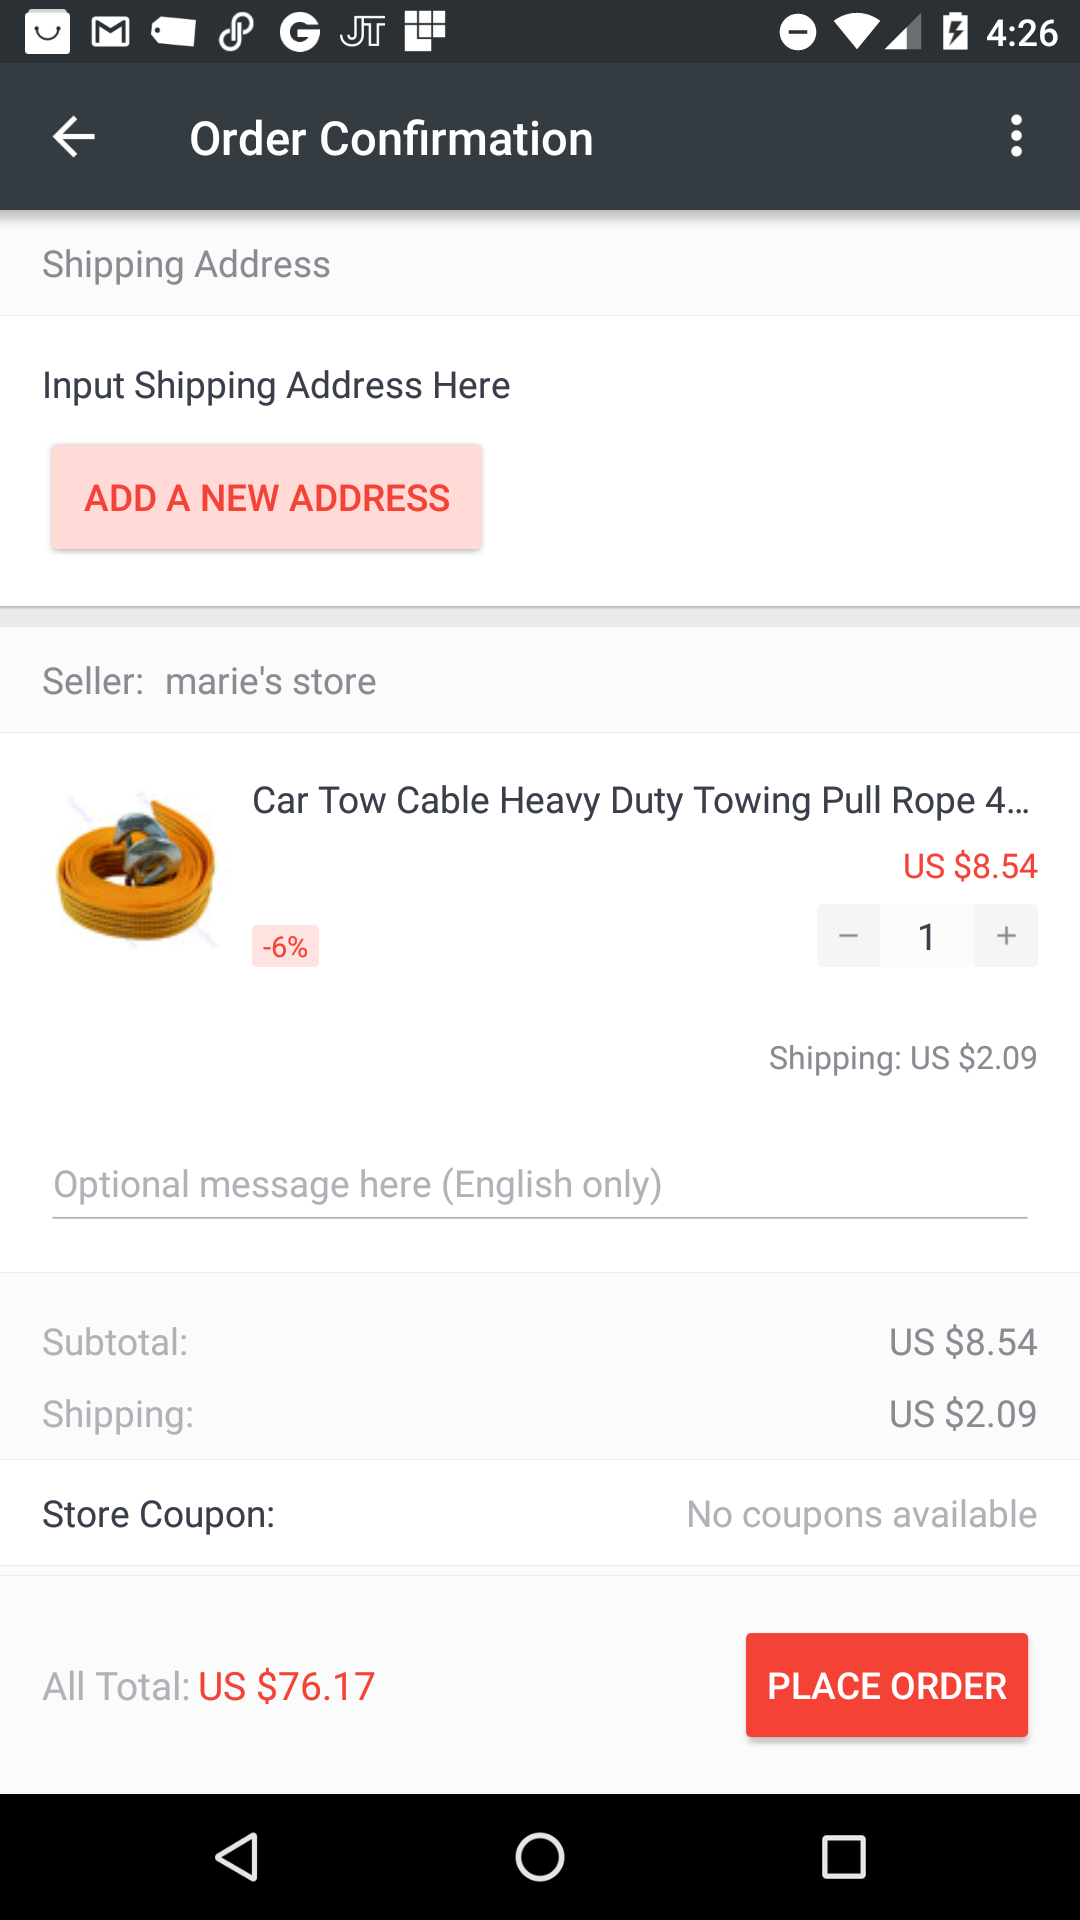 4:26
Order Confirmation
Shipping Address
Input Shipping Address Here
ADD A NEW ADDRESS
Seller: marie's store
Car Tow Cable Heavy Duty Towing Pull Rope 4...
US $8.54
-6%
− 1 +
Shipping: US $2.09
Optional message here (English only)
Subtotal: US $8.54
Shipping: US $2.09
Store Coupon: No coupons available
All Total: US $76.17
PLACE ORDER